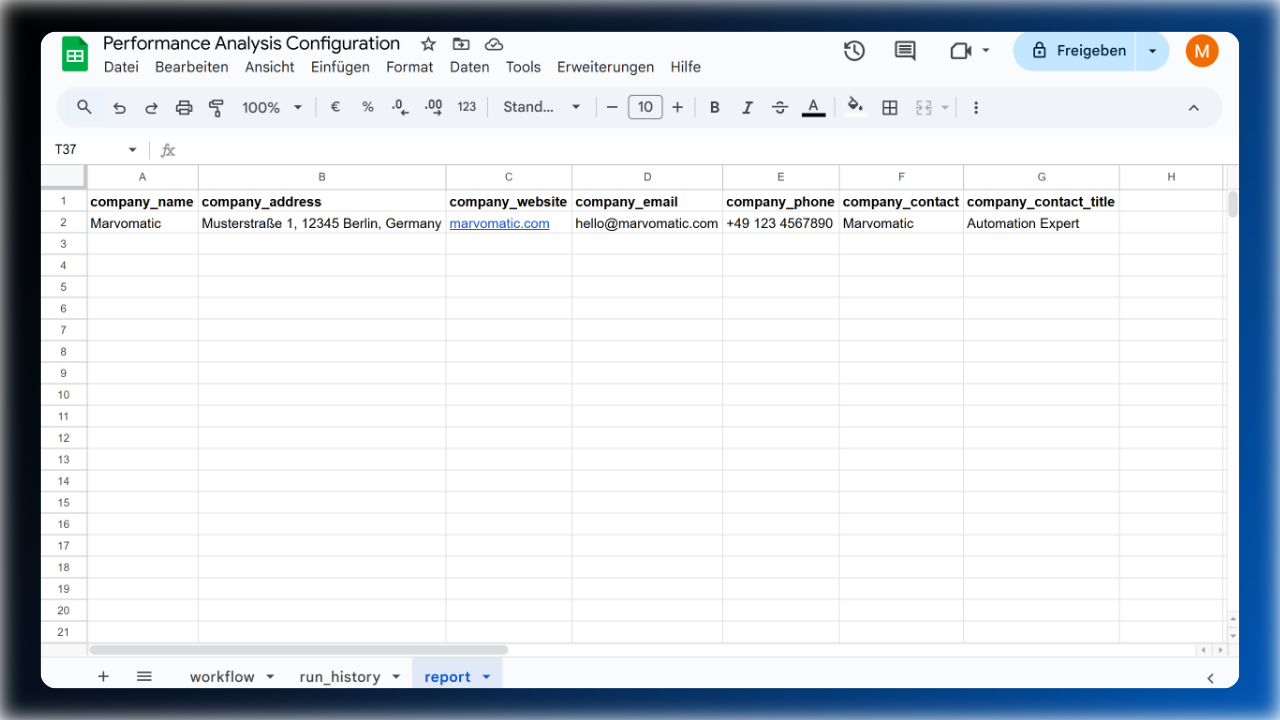 Performance Analysis Configuration
Datei Bearbeiten Ansicht Einfügen Format Daten Tools Erweiterungen Hilfe
Freigeben
M
100% € % .0 .00 123 Stand... 10 B I A
T37 fx
A B C D E F G H
1 company_name company_address company_website company_email company_phone company_contact company_contact_title
2 Marvomatic Musterstraße 1, 12345 Berlin, Germany marvomatic.com hello@marvomatic.com +49 123 4567890 Marvomatic Automation Expert
3
4
5
6
7
8
9
10
11
12
13
14
15
16
17
18
19
20
21
workflow run_history report